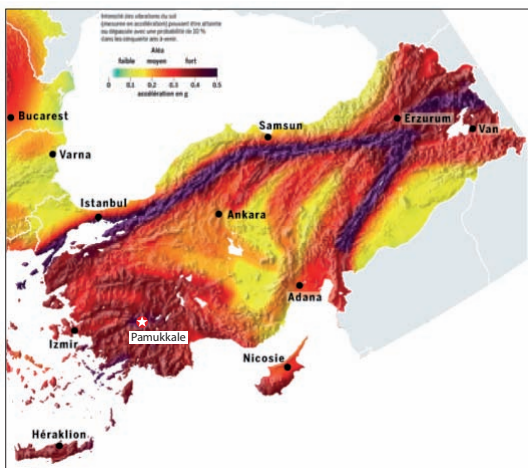 Intensité des vibrations du sol
(mesurée en accélération) pouvant être atteinte
ou dépassée avec une probabilité de 10 %
dans les cinquante ans à venir.
Aléa
faible moyen fort
0 0,1 0,2 0,3 0,4 0,5
accélération en g
Bucarest
Varna
Istanbul
Samsun
Erzurum
Van
Ankara
Adana
Izmir
Pamukkale
Nicosie
Héraklion